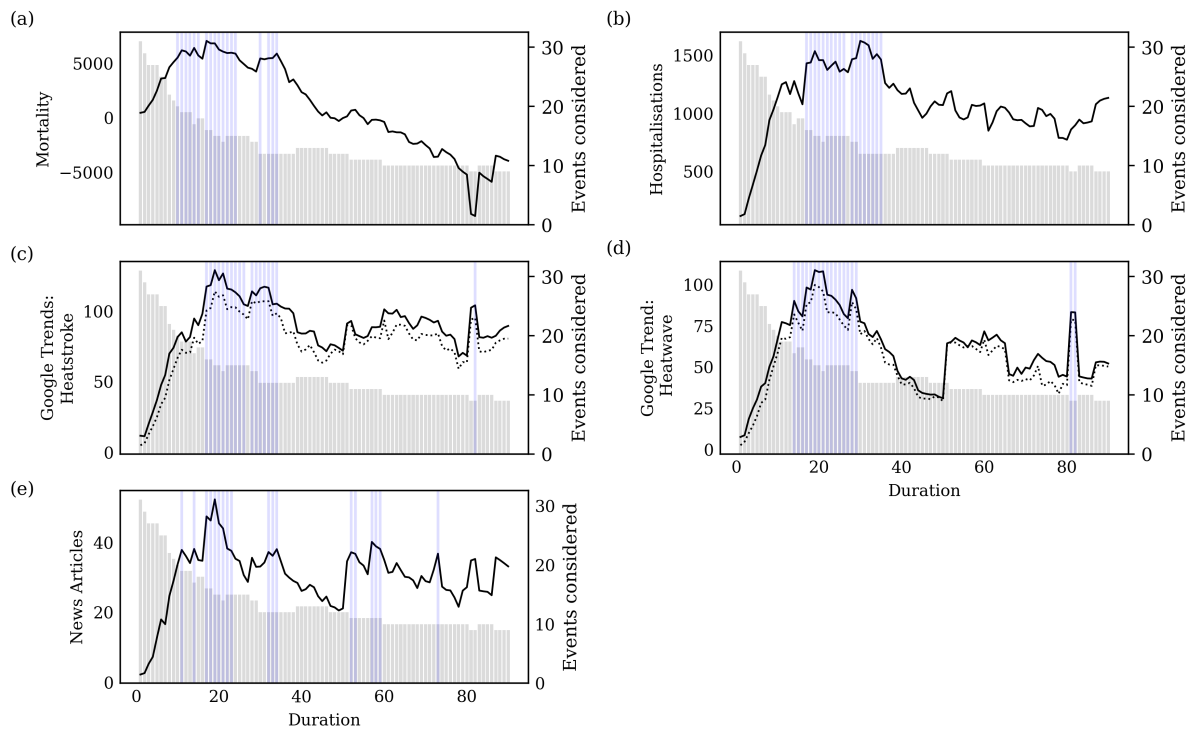 (a)
5000
0
−5000
Mortality
30
20
10
0
Events considered
(b)
1500
1000
500
Hospitalisations
30
20
10
0
Events considered
(c)
100
50
0
Google Trends:
Heatstroke
30
20
10
0
Events considered
(d)
100
75
50
25
0
Google Trend:
Heatwave
30
20
10
0
Events considered
0 20 40 60 80
Duration
(e)
40
20
0
News Articles
30
20
10
0
Events considered
0 20 40 60 80
Duration